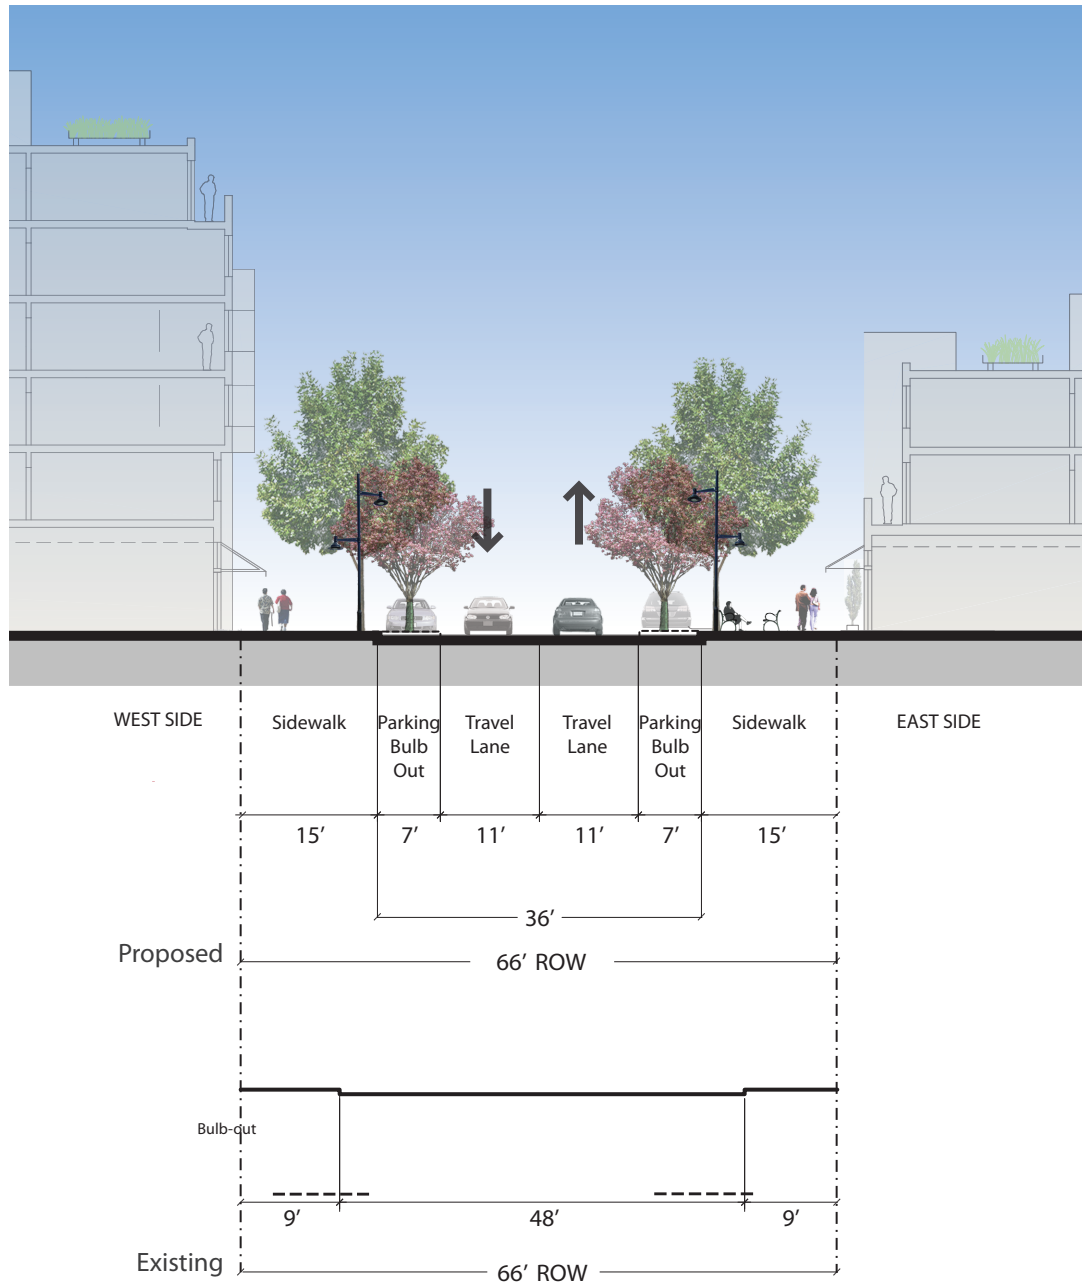 WEST SIDE
Sidewalk
Parking
Bulb
Out
Travel
Lane
Travel
Lane
Parking
Bulb
Out
Sidewalk
EAST SIDE
15′ 7′ 11′ 11′ 7′ 15′
36′
Proposed
66′ ROW
Bulb-out
9′ 48′ 9′
Existing
66′ ROW